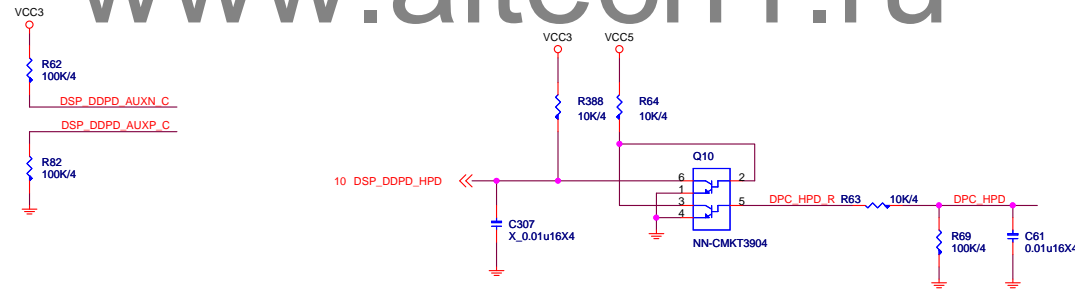 VCC3
R62
100K/4
DSP_DDPD_AUXN_C
DSP_DDPD_AUXP_C
R82
100K/4
VCC3
VCC5
R388
10K/4
R64
10K/4
Q10
10 DSP_DDPD_HPD
6
1
3
4
2
5
NN-CMKT3904
C307
X_0.01u16X4
DPC_HPD_R
R63
10K/4
DPC_HPD
R69
100K/4
C61
0.01u16X4